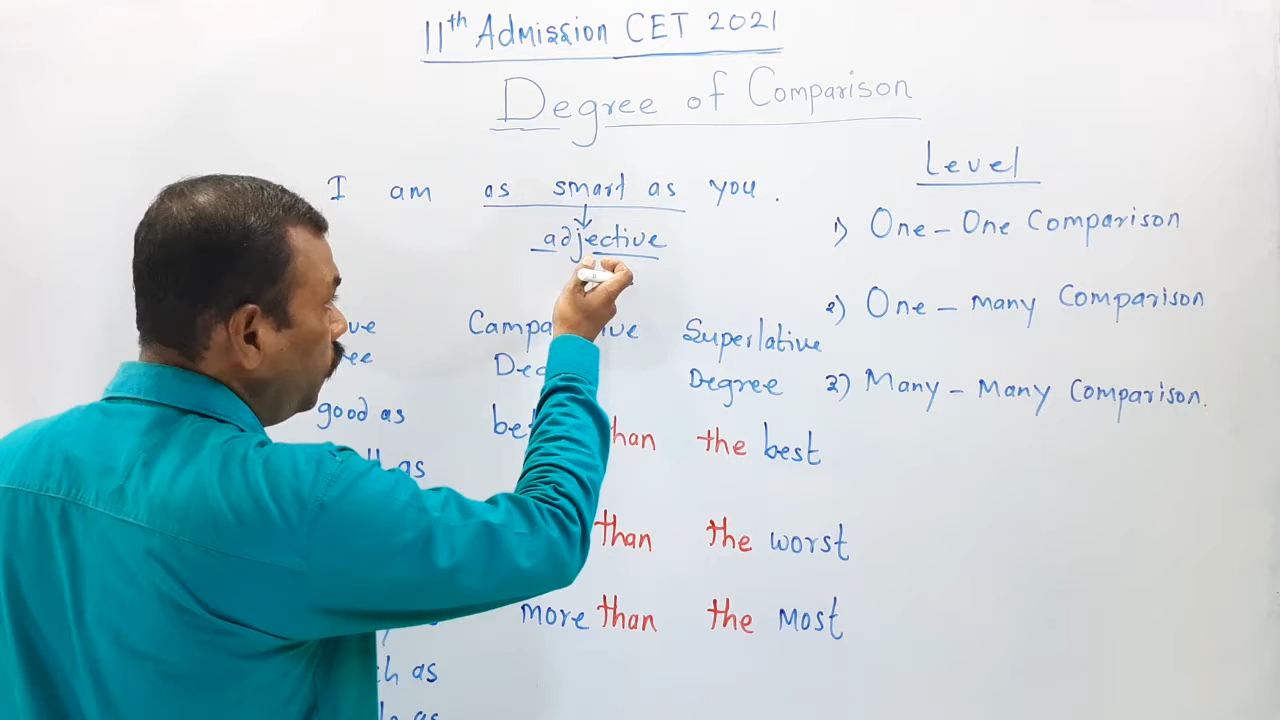 11th Admission CET 2021
Degree of Comparison
I am as smart as you.
adjective
Level
1) One - One Comparison
2) One - many Comparison
3) Many - Many Comparison.
Superlative
Degree
good as
than the best
as
than the worst
more than the Most
as